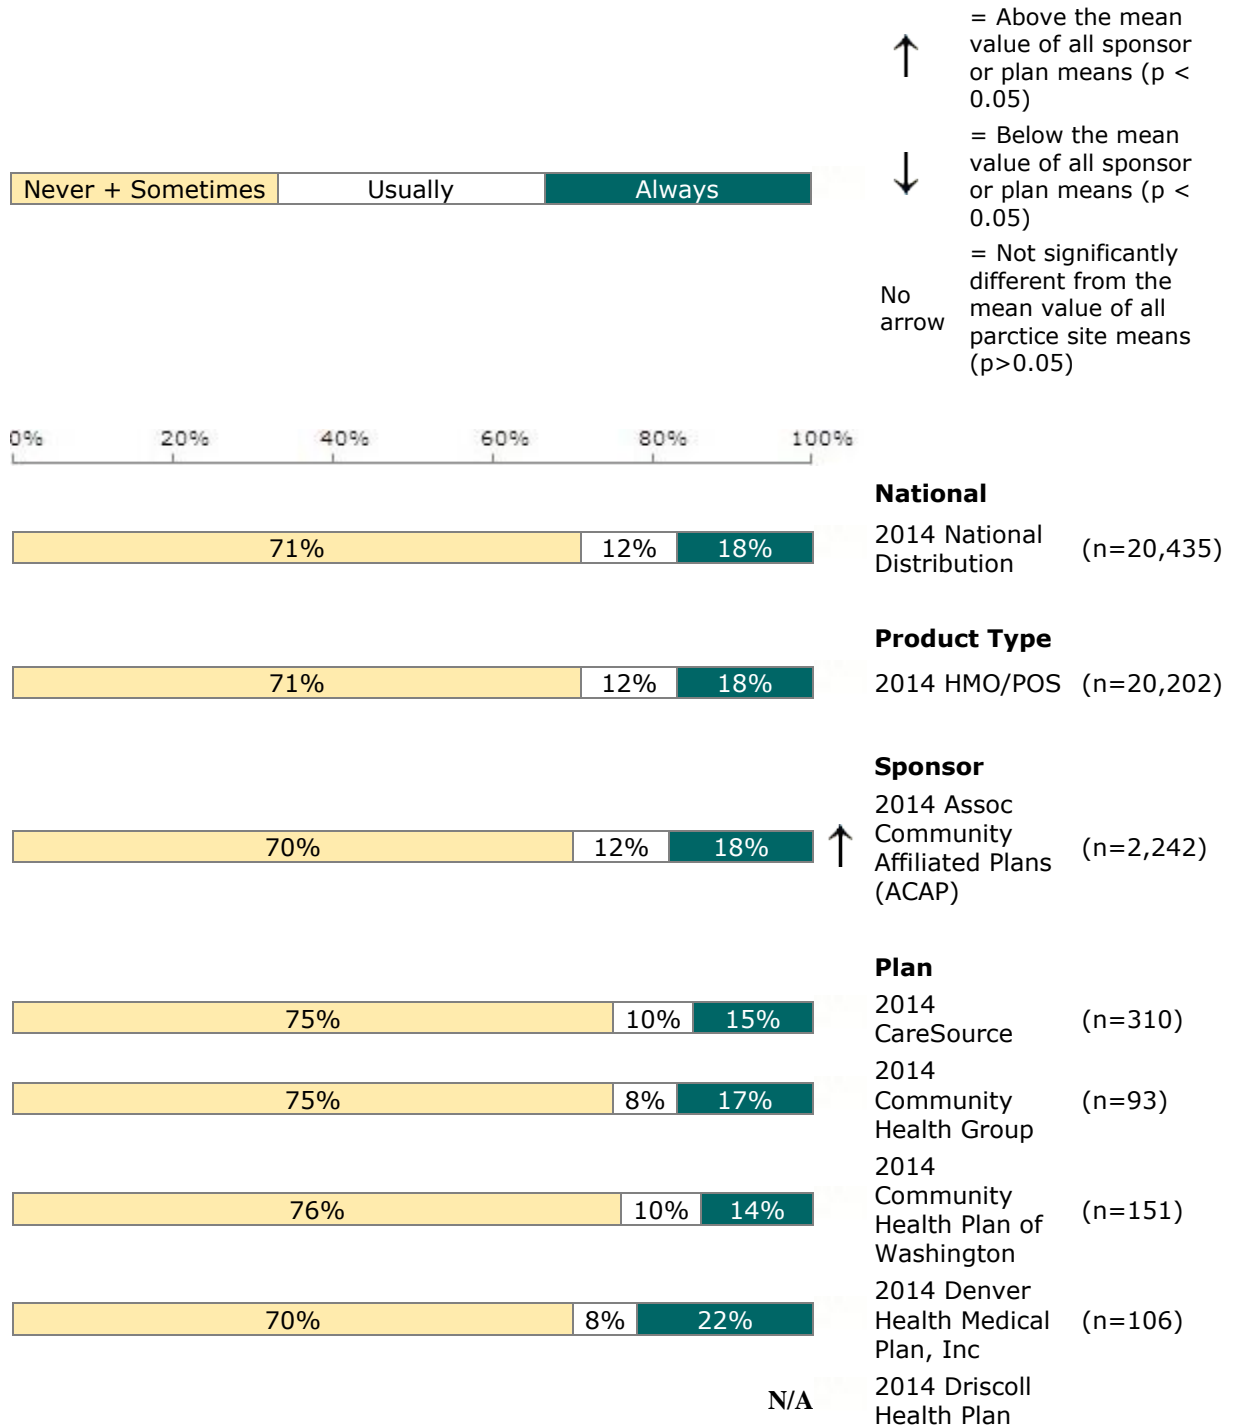 = Above the mean
value of all sponsor
or plan means (p <
0.05)
= Below the mean
value of all sponsor
or plan means (p <
0.05)
Never + Sometimes Usually Always
= Not significantly
different from the
mean value of all
parctice site means
(p>0.05)
No
arrow
0% 20% 40% 60% 80% 100%
National
71% 12% 18%
2014 National
Distribution
(n=20,435)
Product Type
71% 12% 18%
2014 HMO/POS (n=20,202)
Sponsor
70% 12% 18%
2014 Assoc
Community
Affiliated Plans
(ACAP)
(n=2,242)
Plan
75% 10% 15%
2014
CareSource
(n=310)
75% 8% 17%
2014
Community
Health Group
(n=93)
76% 10% 14%
2014
Community
Health Plan of
Washington
(n=151)
70% 8% 22%
2014 Denver
Health Medical
Plan, Inc
(n=106)
N/A
2014 Driscoll
Health Plan